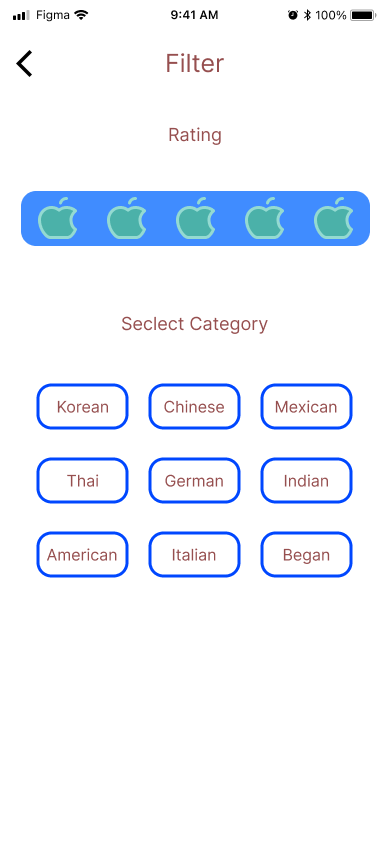 Figma 9:41 AM 100%
Filter
Rating
Seclect Category
Korean Chinese Mexican
Thai German Indian
American Italian Began